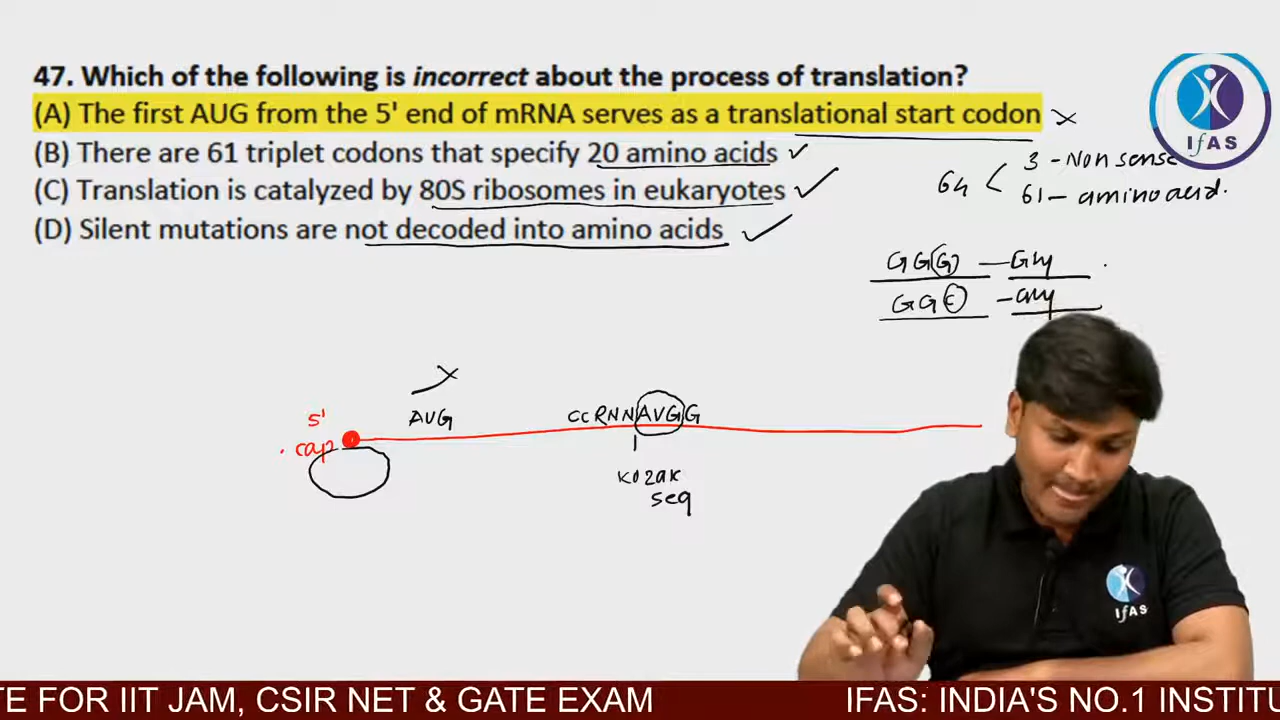 47. Which of the following is incorrect about the process of translation?
(A) The first AUG from the 5' end of mRNA serves as a translational start codon
(B) There are 61 triplet codons that specify 20 amino acids
(C) Translation is catalyzed by 80S ribosomes in eukaryotes
(D) Silent mutations are not decoded into amino acids
IfAS
64 < 3 - Non sense
61 - amino acid.
GGG - Gly
GGC - Gly
5'
cap
AUG
CCRNNAUGG
Kozak
seq
IfAS
TE FOR IIT JAM, CSIR NET & GATE EXAM
IFAS: INDIA'S NO.1 INSTITU